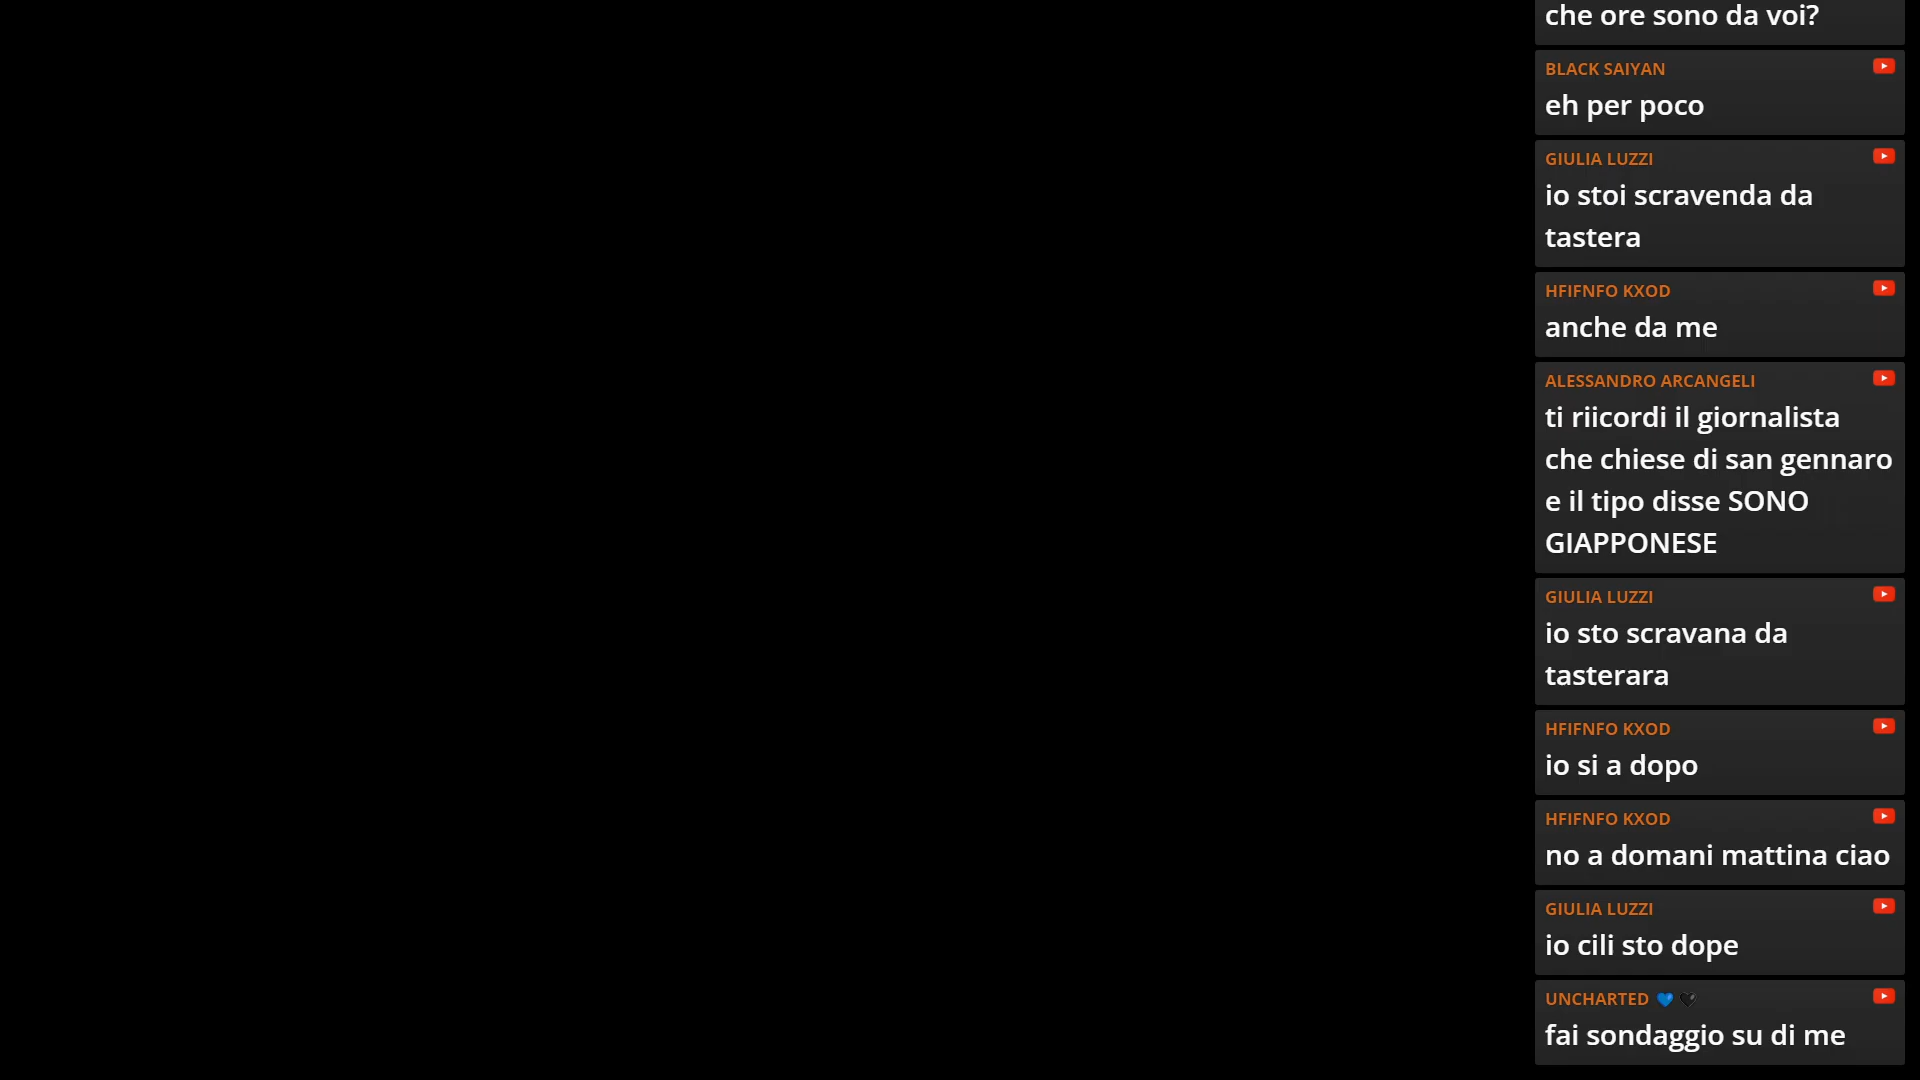 che ore sono da voi?
BLACK SAIYAN
eh per poco
GIULIA LUZZI
io stoi scravenda da
tastera
HFIFNFO KXOD
anche da me
ALESSANDRO ARCANGELI
ti riicordi il giornalista
che chiese di san gennaro
e il tipo disse SONO
GIAPPONESE
GIULIA LUZZI
io sto scravana da
tasterara
HFIFNFO KXOD
io si a dopo
HFIFNFO KXOD
no a domani mattina ciao
GIULIA LUZZI
io cili sto dope
UNCHARTED 💙🖤
fai sondaggio su di me